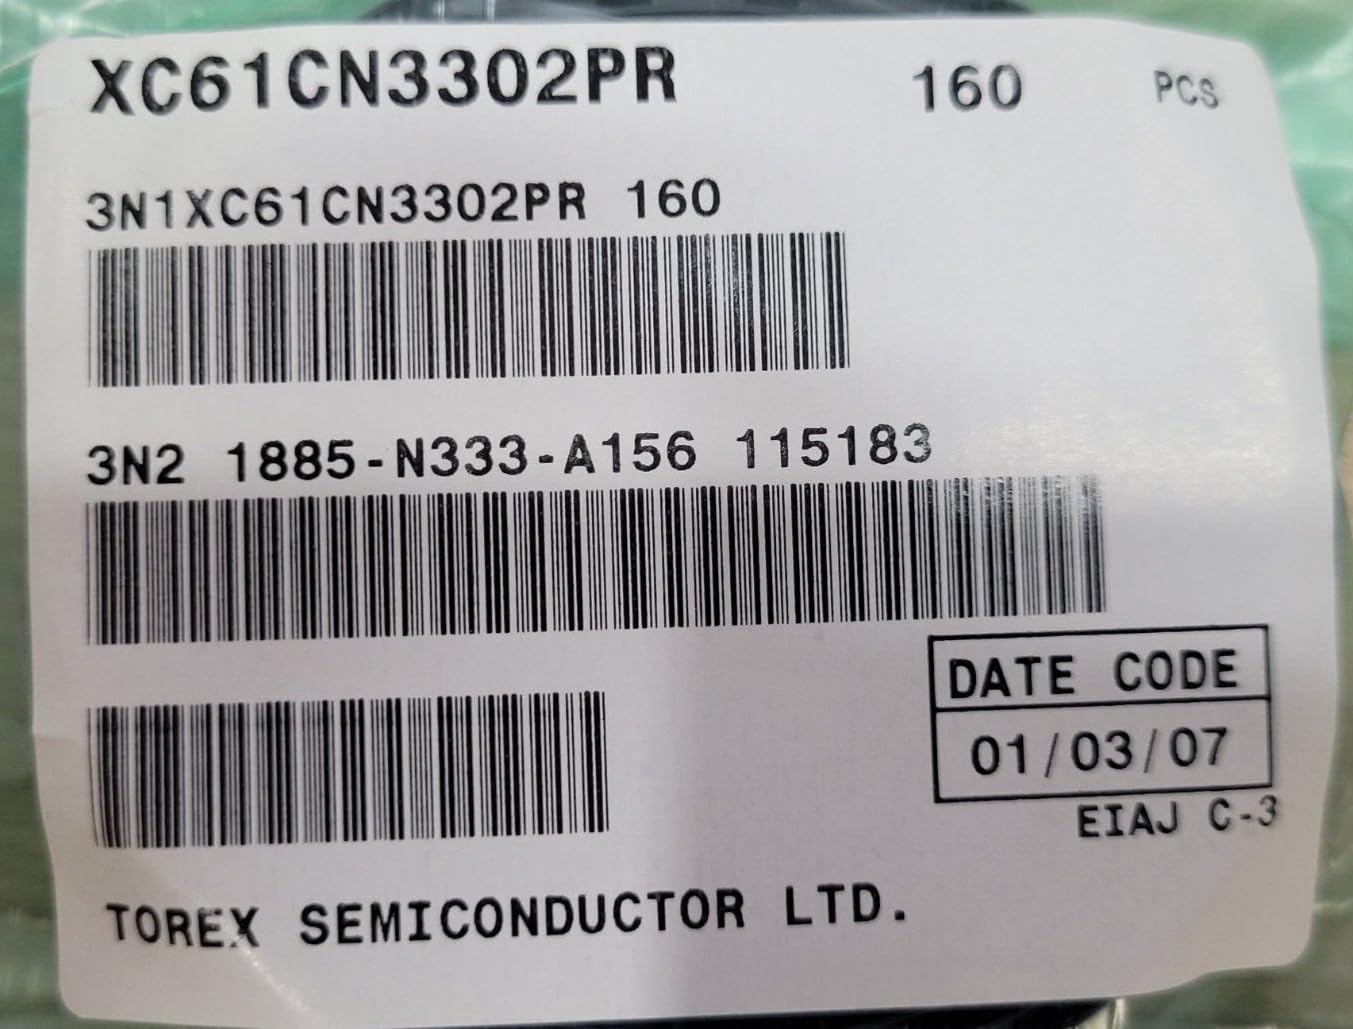 XC61CN3302PR 160 PCS
3N1XC61CN3302PR 160
3N2 1885-N333-A156 115183
DATE CODE
01/03/07
EIAJ C-3
TOREX SEMICONDUCTOR LTD.